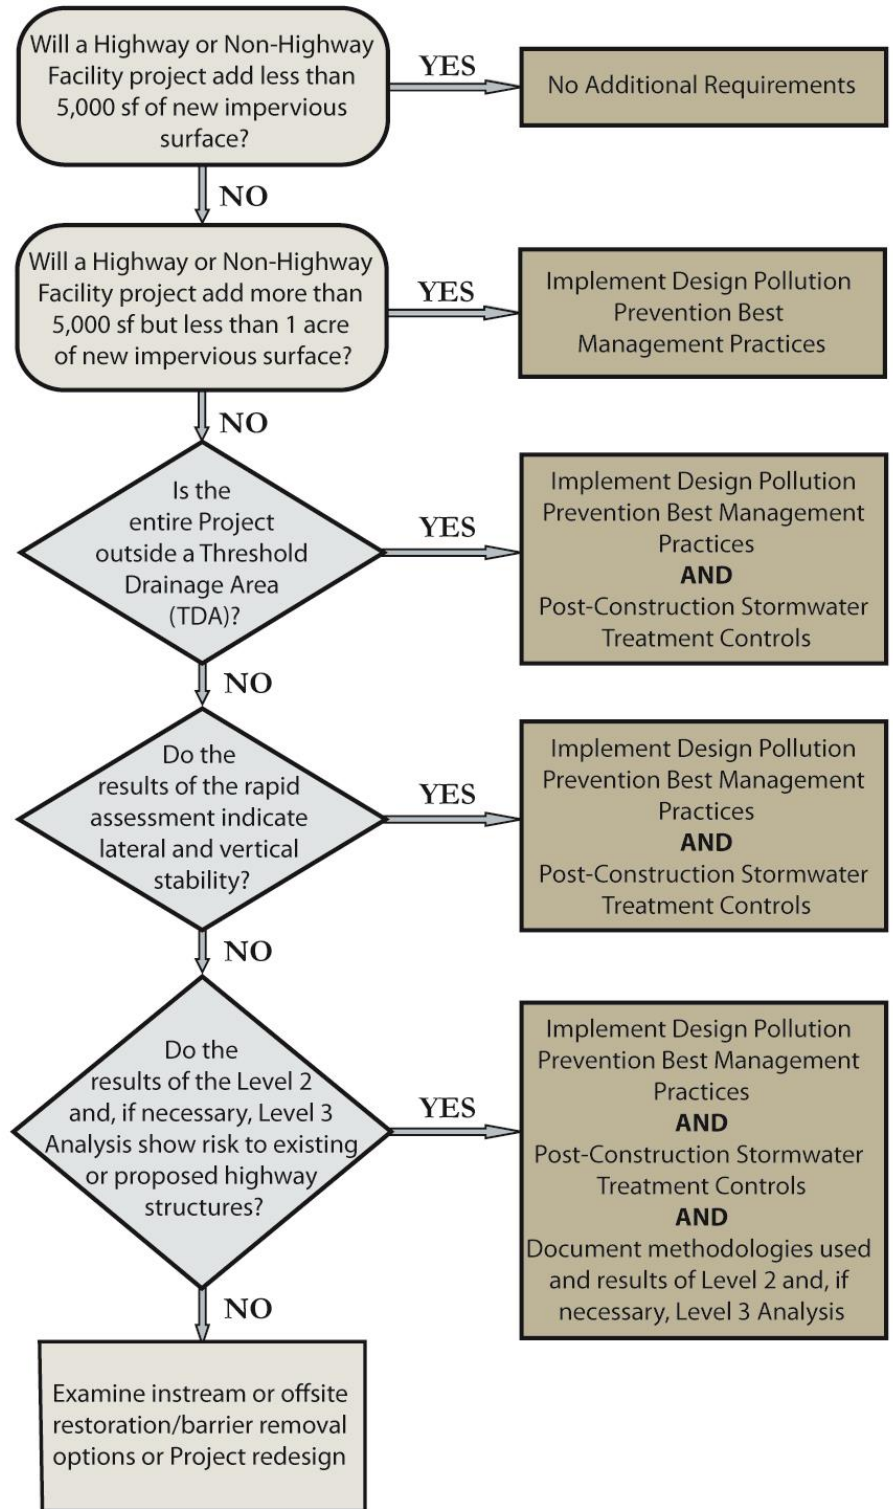 Will a Highway or Non-Highway
Facility project add less than
5,000 sf of new impervious
surface?
YES
No Additional Requirements
NO
Will a Highway or Non-Highway
Facility project add more than
5,000 sf but less than 1 acre
of new impervious surface?
YES
Implement Design Pollution
Prevention Best
Management Practices
NO
Is the
entire Project
outside a Threshold
Drainage Area
(TDA)?
YES
Implement Design Pollution
Prevention Best Management
Practices
AND
Post-Construction Stormwater
Treatment Controls
NO
Do the
results of the rapid
assessment indicate
lateral and vertical
stability?
YES
Implement Design Pollution
Prevention Best Management
Practices
AND
Post-Construction Stormwater
Treatment Controls
NO
Do the
results of the Level 2
and, if necessary, Level 3
Analysis show risk to existing
or proposed highway
structures?
YES
Implement Design Pollution
Prevention Best Management
Practices
AND
Post-Construction Stormwater
Treatment Controls
AND
Document methodologies used
and results of Level 2 and, if
necessary, Level 3 Analysis
NO
Examine instream or offsite
restoration/barrier removal
options or Project redesign